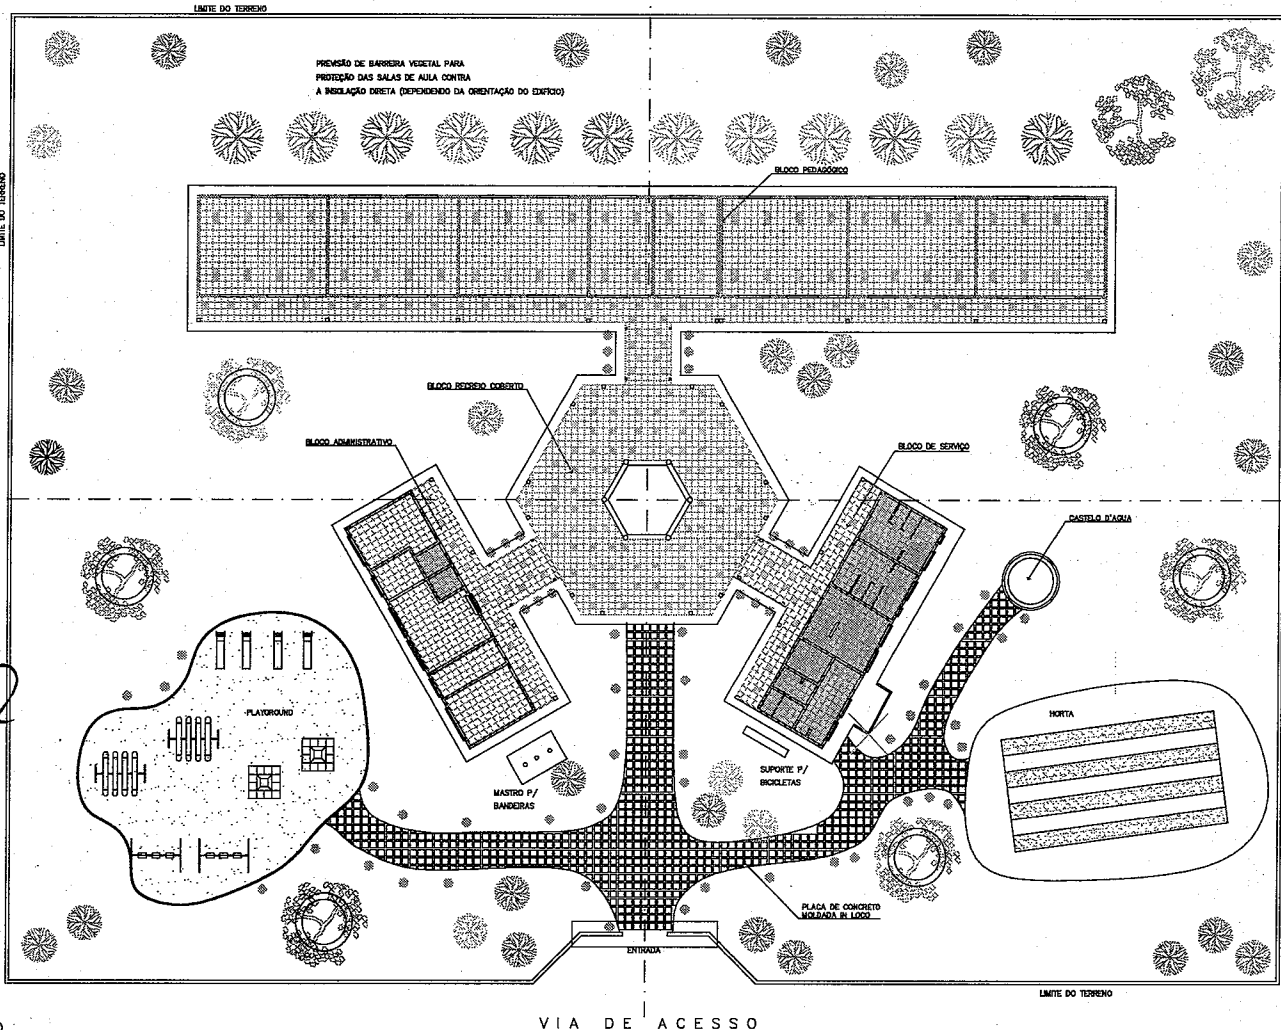 LIMITE DO TERRENO
PREVISÃO DE BARREIRA VEGETAL PARA
PROTEÇÃO DAS SALAS DE AULA CONTRA
A INSOLAÇÃO DIRETA (DEPENDENDO DA ORIENTAÇÃO DO EDIFÍCIO)
LIMITE DO TERRENO
BLOCO PEDAGÓGICO
BLOCO RECREIO COBERTO
BLOCO ADMINISTRATIVO
BLOCO DE SERVIÇO
CASTELO D'AGUA
PLAYGROUND
HORTA
SUPORTE P/
BICICLETAS
MASTRO P/
BANDEIRAS
PLACA DE CONCRETO
MOLDADA IN LOCO
ENTRADA
LIMITE DO TERRENO
VIA DE ACESSO